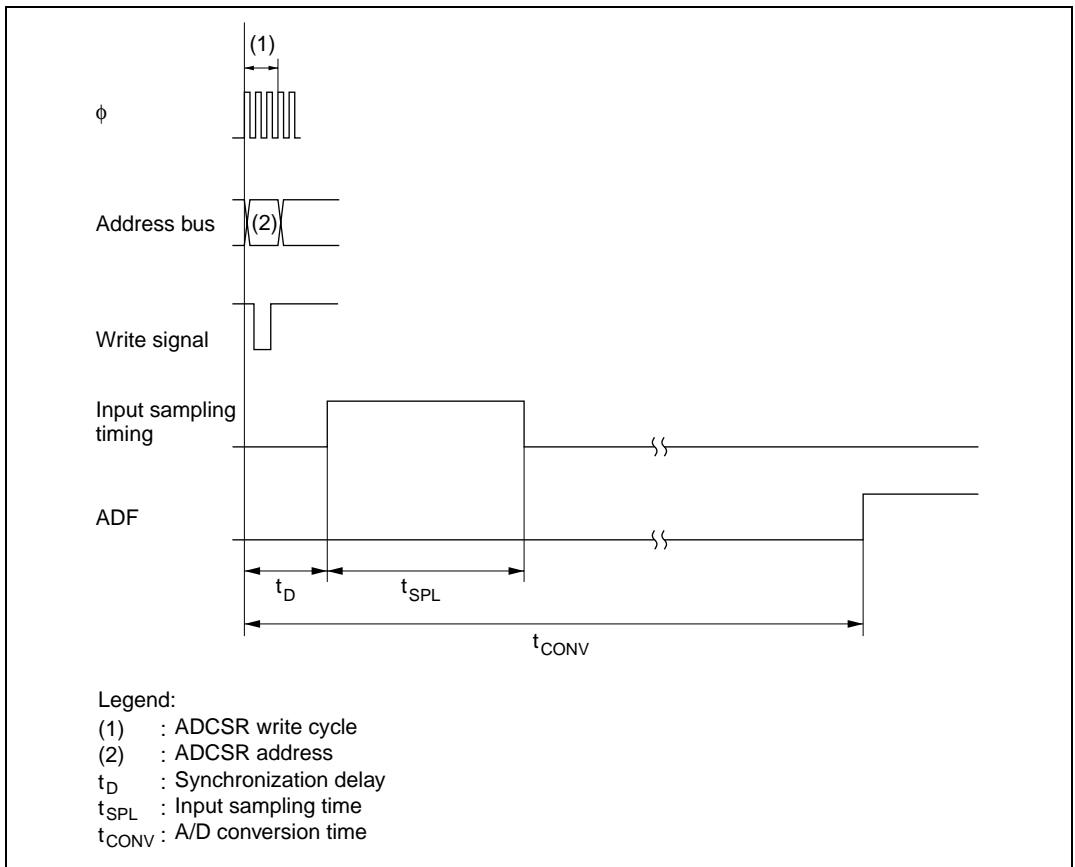 (1)
ϕ
Address bus
(2)
Write signal
Input sampling
timing
ADF
tD
tSPL
tCONV
Legend:
(1) : ADCSR write cycle
(2) : ADCSR address
tD : Synchronization delay
tSPL : Input sampling time
tCONV : A/D conversion time